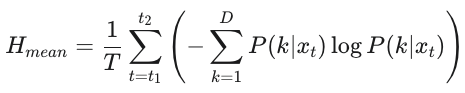 $H_{mean} = \frac{1}{T} \sum_{t=t_1}^{t_2} \left( - \sum_{k=1}^{D} P(k|x_t) \log P(k|x_t) \right)$